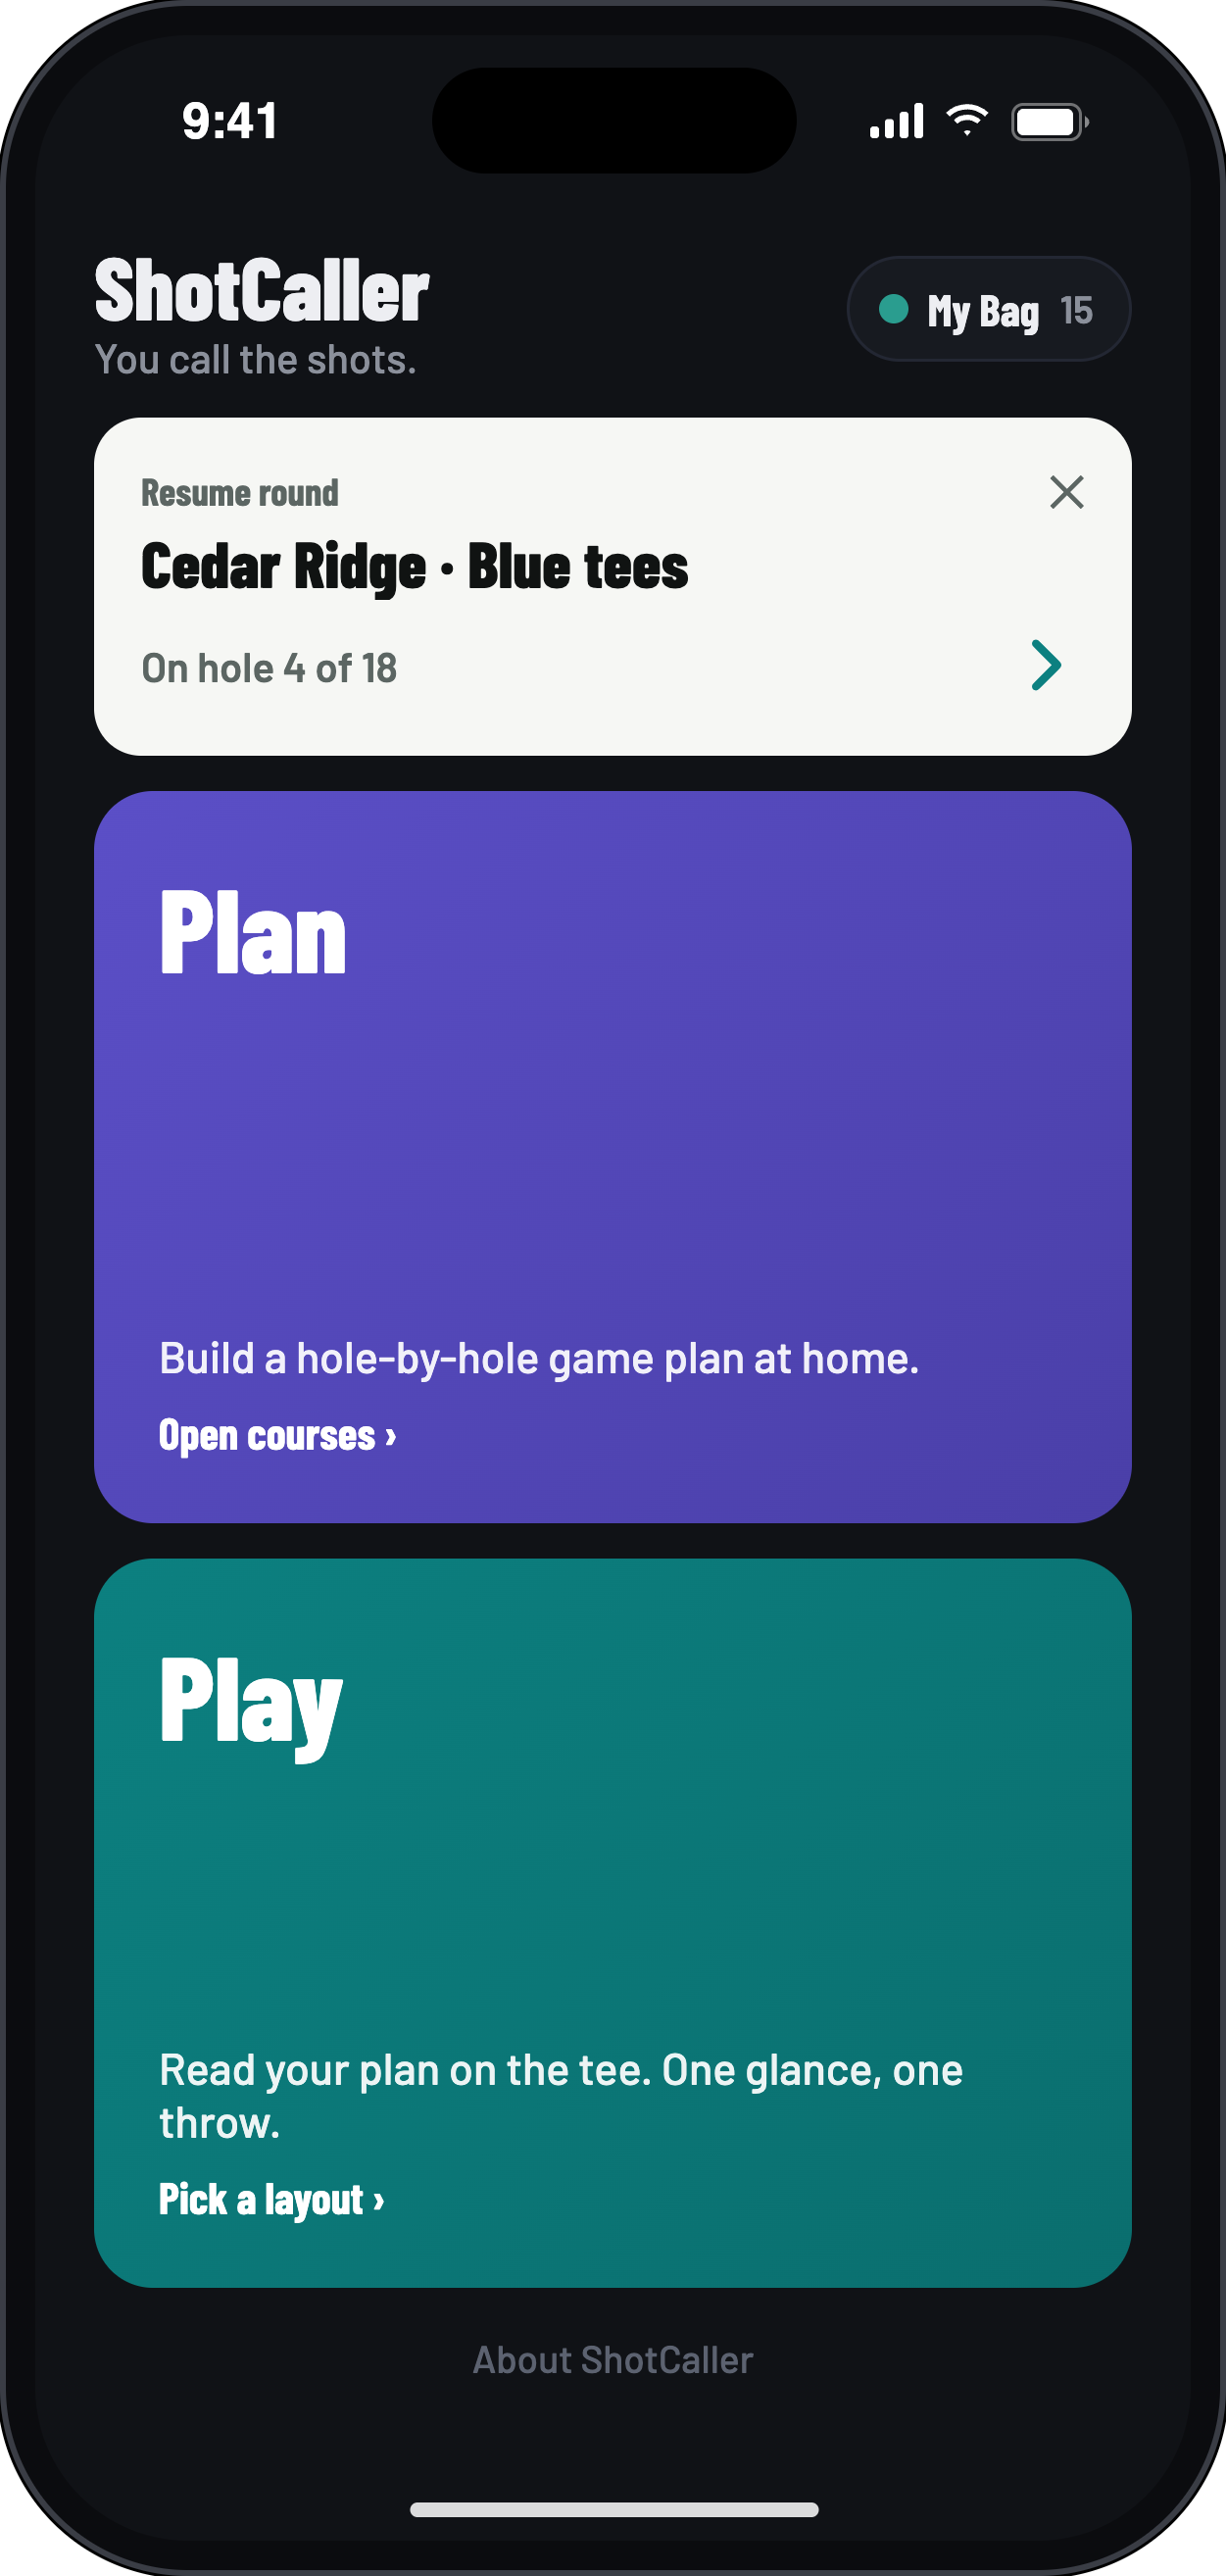 9:41
ShotCaller
You call the shots.
My Bag 15
Resume round
Cedar Ridge · Blue tees
On hole 4 of 18
Plan
Build a hole-by-hole game plan at home.
Open courses ›
Play
Read your plan on the tee. One glance, one
throw.
Pick a layout ›
About ShotCaller